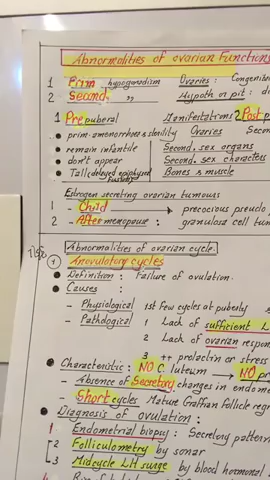 Abnormalities of ovarian Functions
1 Prim hypogonadism Ovaries: Congenital
2 Second " Hypoth or pit:
1 Prepuberal Manifestations 2 Post p
prim. amenorrhea & sterility Ovaries Secon
remain infantile Second. sex organs
don't appear Second. sex characters
Tall (delayed epiphyseal Bones & muscle
Fusion)
Estrogen secreting ovarian tumours
1 - Child → precocious pseudo
2 - After menopause : granulosa cell tum
Abnormalities of ovarian cycle.
1 Anovulatory cycles
Definition : Failure of ovulation.
Causes :
- Physiological 1st few cycles at puberty
- Pathological 1 Lack of sufficient L
2 Lack of ovarian respon
3 ++ prolactin or stress
Characteristic: NO C luteum → NO pr
- Absence of Secretory changes in endome
- Short cycles Mature Graffian follicle regr
Diagnosis of ovulation :
1 Endometrial biopsy : Secretory pattern
2 Folliculometry by sonar
3 Midcycle LH surge by blood hormonal